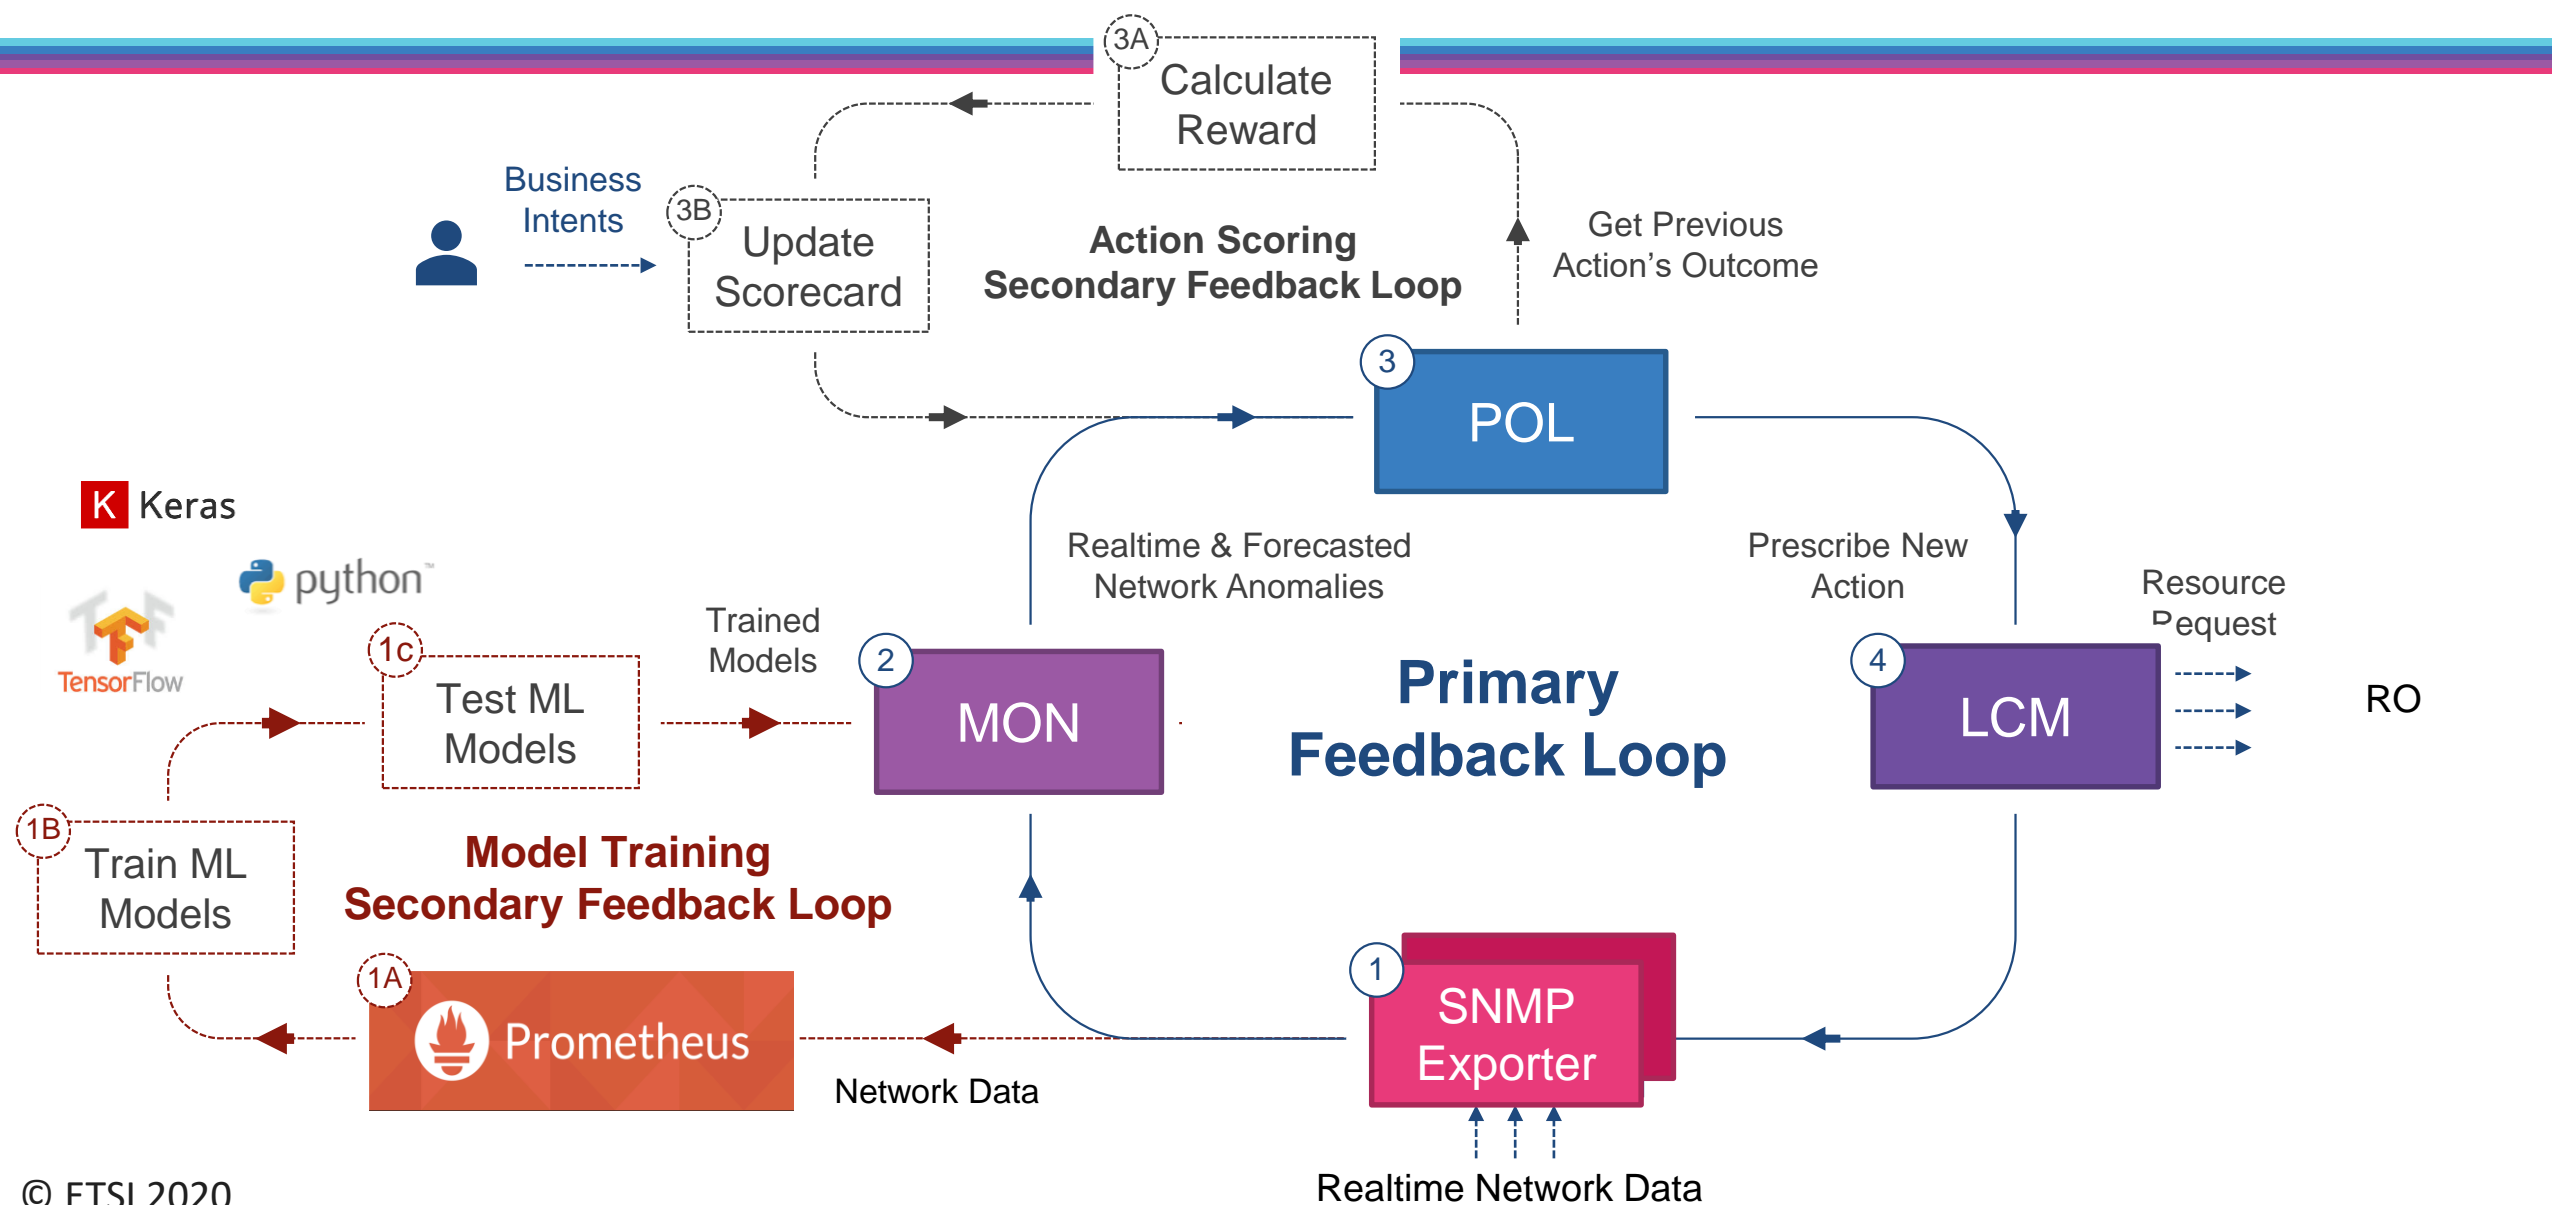 3A
Calculate
Reward
Business
Intents
3B
Update
Scorecard
Action Scoring
Secondary Feedback Loop
Get Previous
Action's Outcome
3
POL
K Keras
python™
TensorFlow
Realtime & Forecasted
Network Anomalies
Prescribe New
Action
Resource
Request
1c
Test ML
Models
Trained
Models
2
MON
Primary
Feedback Loop
4
LCM
RO
1B
Train ML
Models
Model Training
Secondary Feedback Loop
1A
Prometheus
Network Data
1
SNMP
Exporter
Realtime Network Data
© ETSI 2020